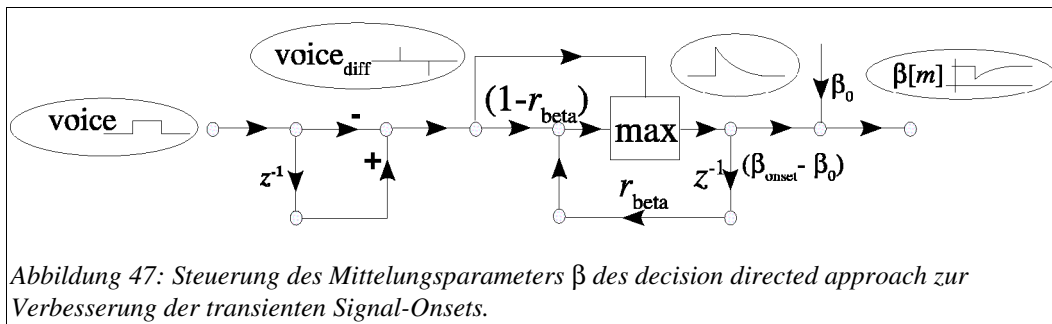 voice
voice_diff
-
+
z^-1
(1-r_beta)
max
r_beta
z^-1
(β_onset- β_0)
β_0
β[m]
Abbildung 47: Steuerung des Mittelungsparameters β des decision directed approach zur
Verbesserung der transienten Signal-Onsets.